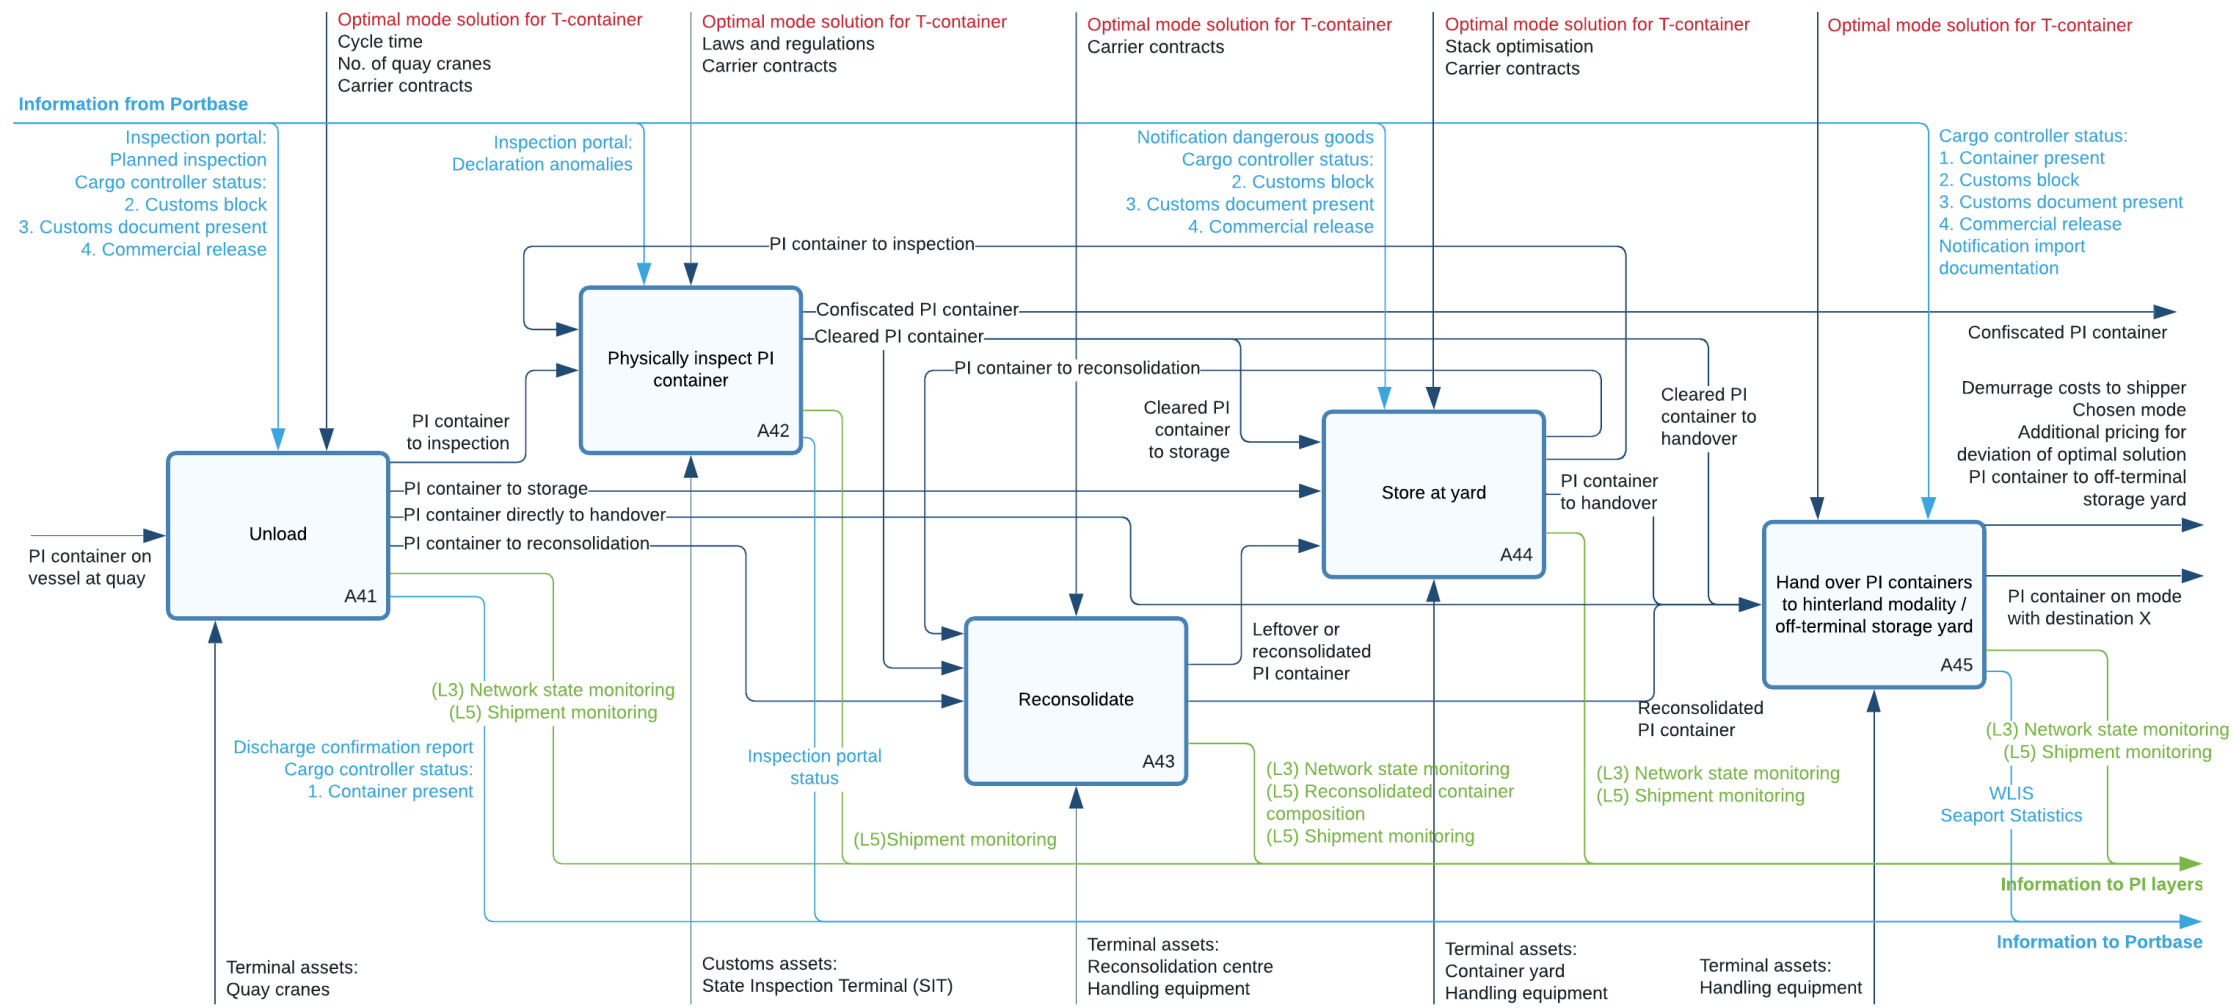 Optimal mode solution for T-container
Cycle time
No. of quay cranes
Carrier contracts
Optimal mode solution for T-container
Laws and regulations
Carrier contracts
Optimal mode solution for T-container
Carrier contracts
Optimal mode solution for T-container
Stack optimisation
Carrier contracts
Optimal mode solution for T-container
Information from Portbase
Inspection portal:
Planned inspection
Cargo controller status:
2. Customs block
3. Customs document present
4. Commercial release
Inspection portal:
Declaration anomalies
Notification dangerous goods
Cargo controller status:
2. Customs block
3. Customs document present
4. Commercial release
Cargo controller status:
1. Container present
2. Customs block
3. Customs document present
4. Commercial release
Notification import
documentation
PI container to inspection
Confiscated PI container
Cleared PI container
Confiscated PI container
Physically inspect PI
container
A42
PI container to reconsolidation
Cleared PI
container
to storage
Cleared PI
container to
handover
Demurrage costs to shipper
Chosen mode
Additional pricing for
deviation of optimal solution
PI container to off-terminal
storage yard
PI container
to inspection
PI container to storage
PI container directly to handover
PI container to reconsolidation
Unload
A41
PI container on
vessel at quay
Store at yard
A44
PI container
to handover
Hand over PI containers
to hinterland modality /
off-terminal storage yard
A45
PI container on mode
with destination X
Leftover or
reconsolidated
PI container
Reconsolidate
A43
Reconsolidated
PI container
(L3) Network state monitoring
(L5) Shipment monitoring
Discharge confirmation report
Cargo controller status:
1. Container present
Inspection portal
status
(L5)Shipment monitoring
(L3) Network state monitoring
(L5) Reconsolidated container
composition
(L5) Shipment monitoring
(L3) Network state monitoring
(L5) Shipment monitoring
(L3) Network state monitoring
(L5) Shipment monitoring
WLIS
Seaport Statistics
Information to PI layers
Information to Portbase
Terminal assets:
Quay cranes
Customs assets:
State Inspection Terminal (SIT)
Terminal assets:
Reconsolidation centre
Handling equipment
Terminal assets:
Container yard
Handling equipment
Terminal assets:
Handling equipment